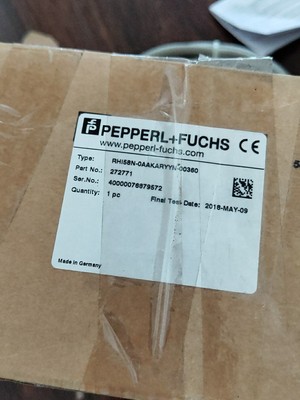 PEPPERL+FUCHS CE
www.pepperl-fuchs.com
Type: RHI58N-0AAKARYYN-00360
Part No.: 272771
Ser.No.: 40000076879572
Quantity: 1 pc
Final Test Date: 2018-MAY-09
Made in Germany